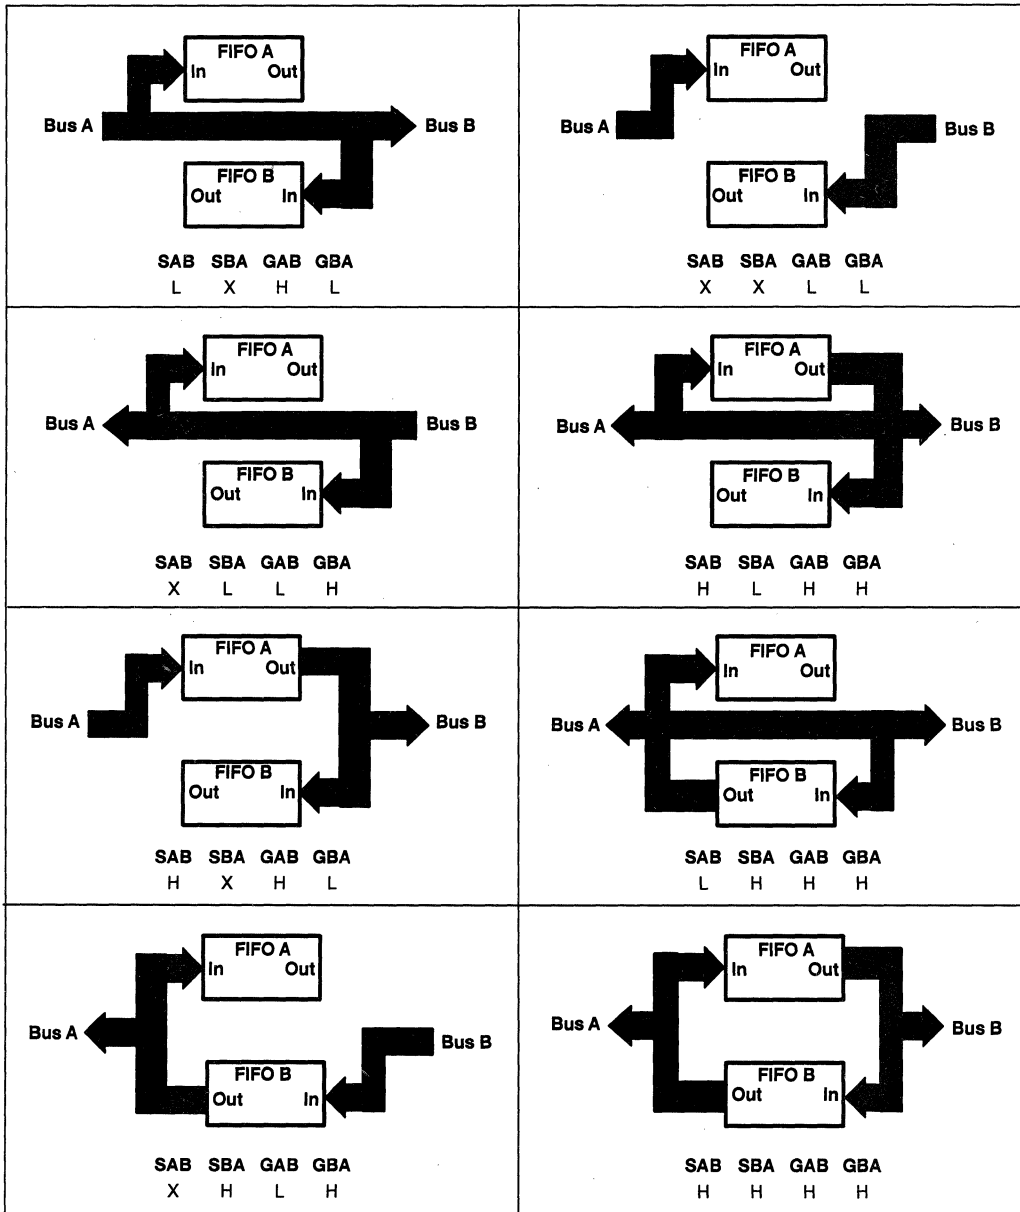 FIFO A
In Out
Bus A Bus B
FIFO B
Out In
SAB SBA GAB GBA
L X H L
FIFO A
In Out
Bus A Bus B
FIFO B
Out In
SAB SBA GAB GBA
X X L L
FIFO A
In Out
Bus A Bus B
FIFO B
Out In
SAB SBA GAB GBA
X L L H
FIFO A
In Out
Bus A Bus B
FIFO B
Out In
SAB SBA GAB GBA
H L H H
FIFO A
In Out
Bus A Bus B
FIFO B
Out In
SAB SBA GAB GBA
H X H L
FIFO A
In Out
Bus A Bus B
FIFO B
Out In
SAB SBA GAB GBA
L H H H
FIFO A
In Out
Bus A Bus B
FIFO B
Out In
SAB SBA GAB GBA
X H L H
FIFO A
In Out
Bus A Bus B
FIFO B
Out In
SAB SBA GAB GBA
H H H H